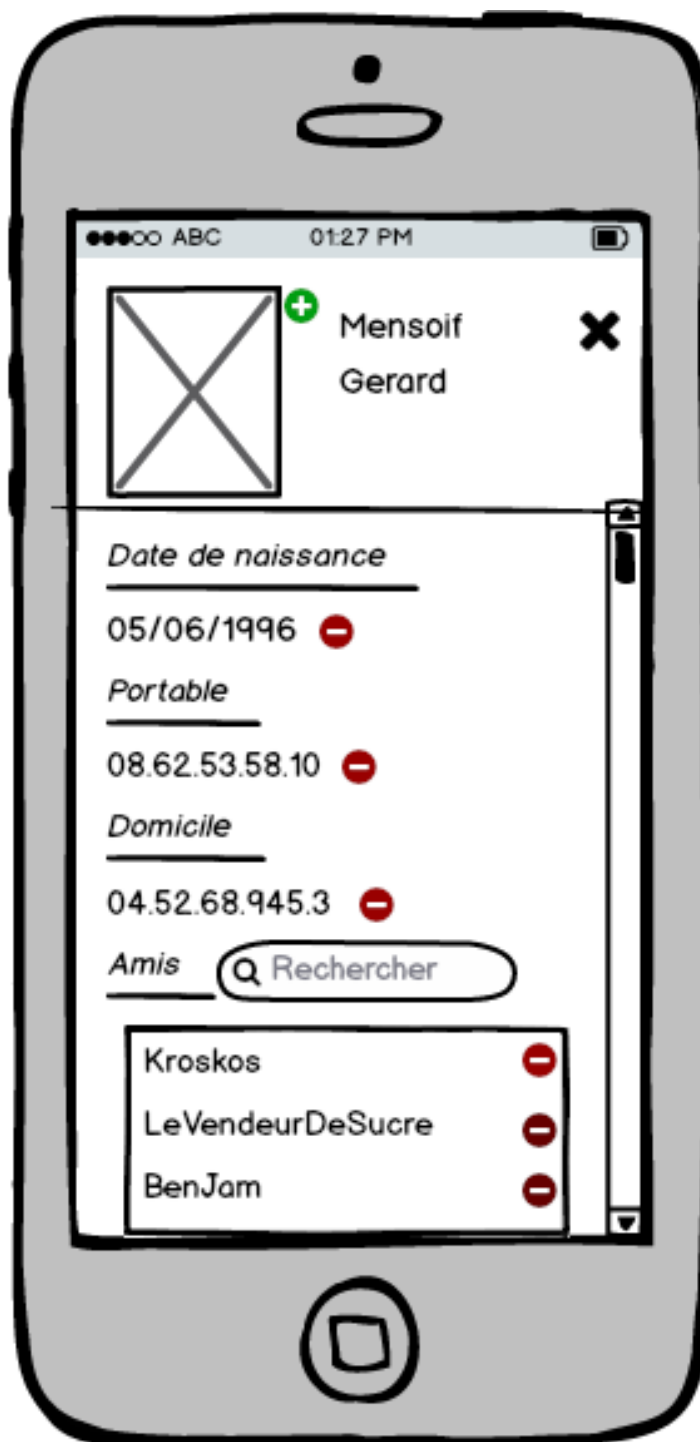 ABC 01:27 PM
Mensoif
Gerard
Date de naissance
05/06/1996
Portable
08.62.53.58.10
Domicile
04.52.68.945.3
Amis Rechercher
Kroskos
LeVendeurDeSucre
BenJam